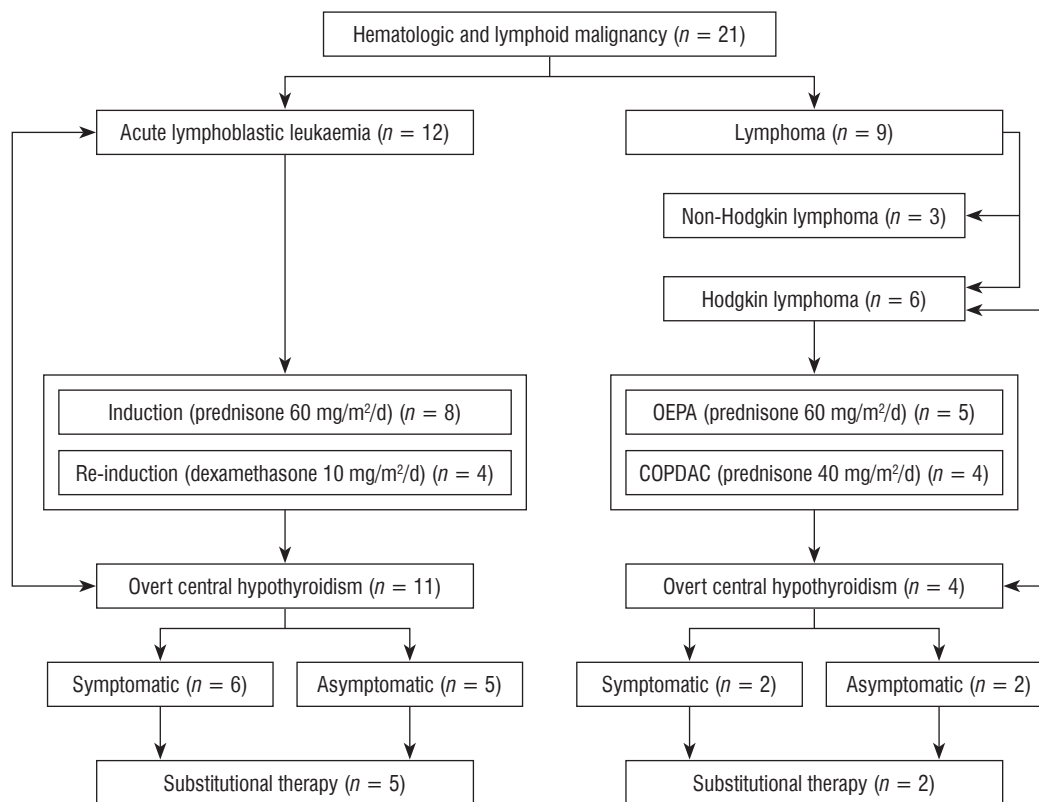 Hematologic and lymphoid malignancy (n = 21)
Acute lymphoblastic leukaemia (n = 12)
Lymphoma (n = 9)
Non-Hodgkin lymphoma (n = 3)
Hodgkin lymphoma (n = 6)
Induction (prednisone 60 mg/m²/d) (n = 8)
OEPA (prednisone 60 mg/m²/d) (n = 5)
Re-induction (dexamethasone 10 mg/m²/d) (n = 4)
COPDAC (prednisone 40 mg/m²/d) (n = 4)
Overt central hypothyroidism (n = 11)
Overt central hypothyroidism (n = 4)
Symptomatic (n = 6)
Asymptomatic (n = 5)
Symptomatic (n = 2)
Asymptomatic (n = 2)
Substitutional therapy (n = 5)
Substitutional therapy (n = 2)